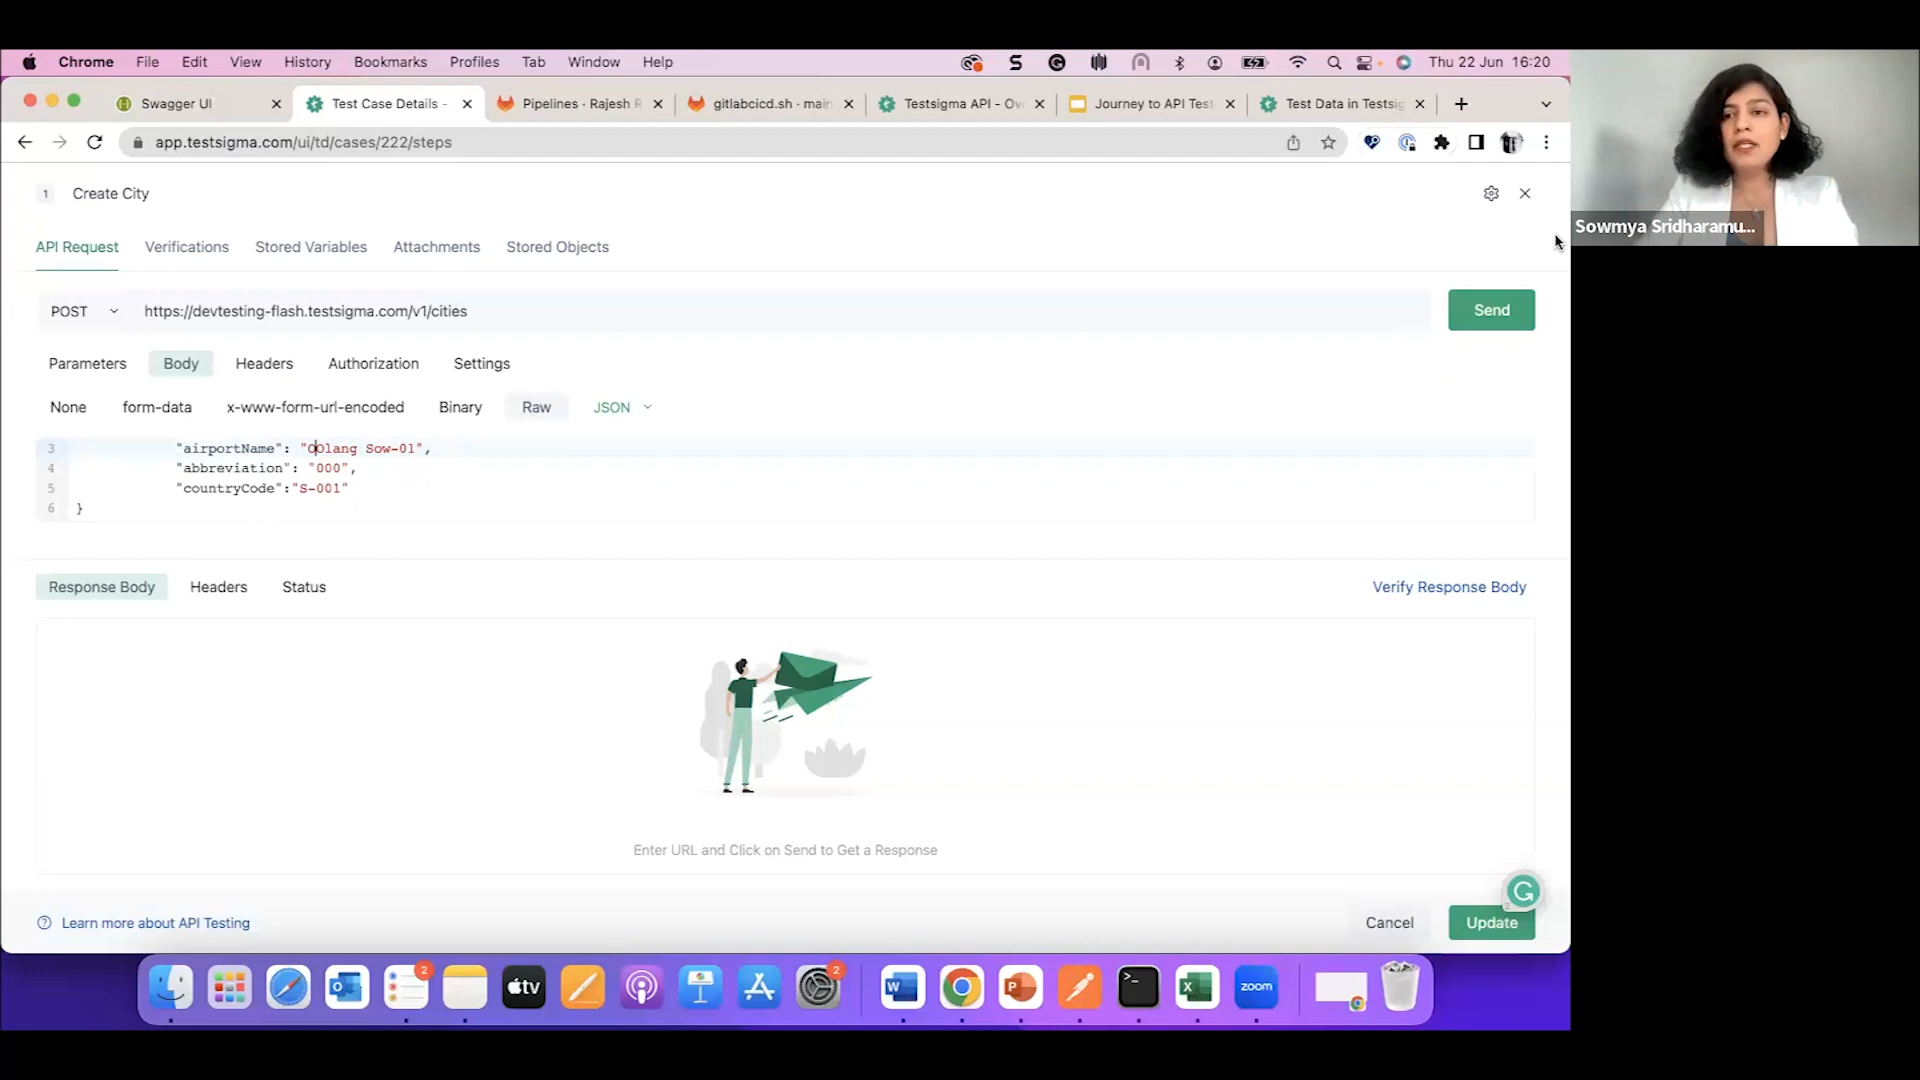 Chrome File Edit View History Bookmarks Profiles Tab Window Help Thu 22 Jun 16:20
Swagger UI Test Case Details - Pipelines · Rajesh R gitlabcicd.sh · main Testsigma API - Ov Journey to API Test Test Data in Testsig
app.testsigma.com/ui/td/cases/222/steps
1 Create City
Sowmya Sridharamu...
API Request Verifications Stored Variables Attachments Stored Objects
POST https://devtesting-flash.testsigma.com/v1/cities Send
Parameters Body Headers Authorization Settings
None form-data x-www-form-url-encoded Binary Raw JSON
3 "airportName": "OOlang Sow-01",
4 "abbreviation": "000",
5 "countryCode":"S-001"
6 }
Response Body Headers Status Verify Response Body
Enter URL and Click on Send to Get a Response
Learn more about API Testing Cancel Update
2 tv 2 W P X zoom